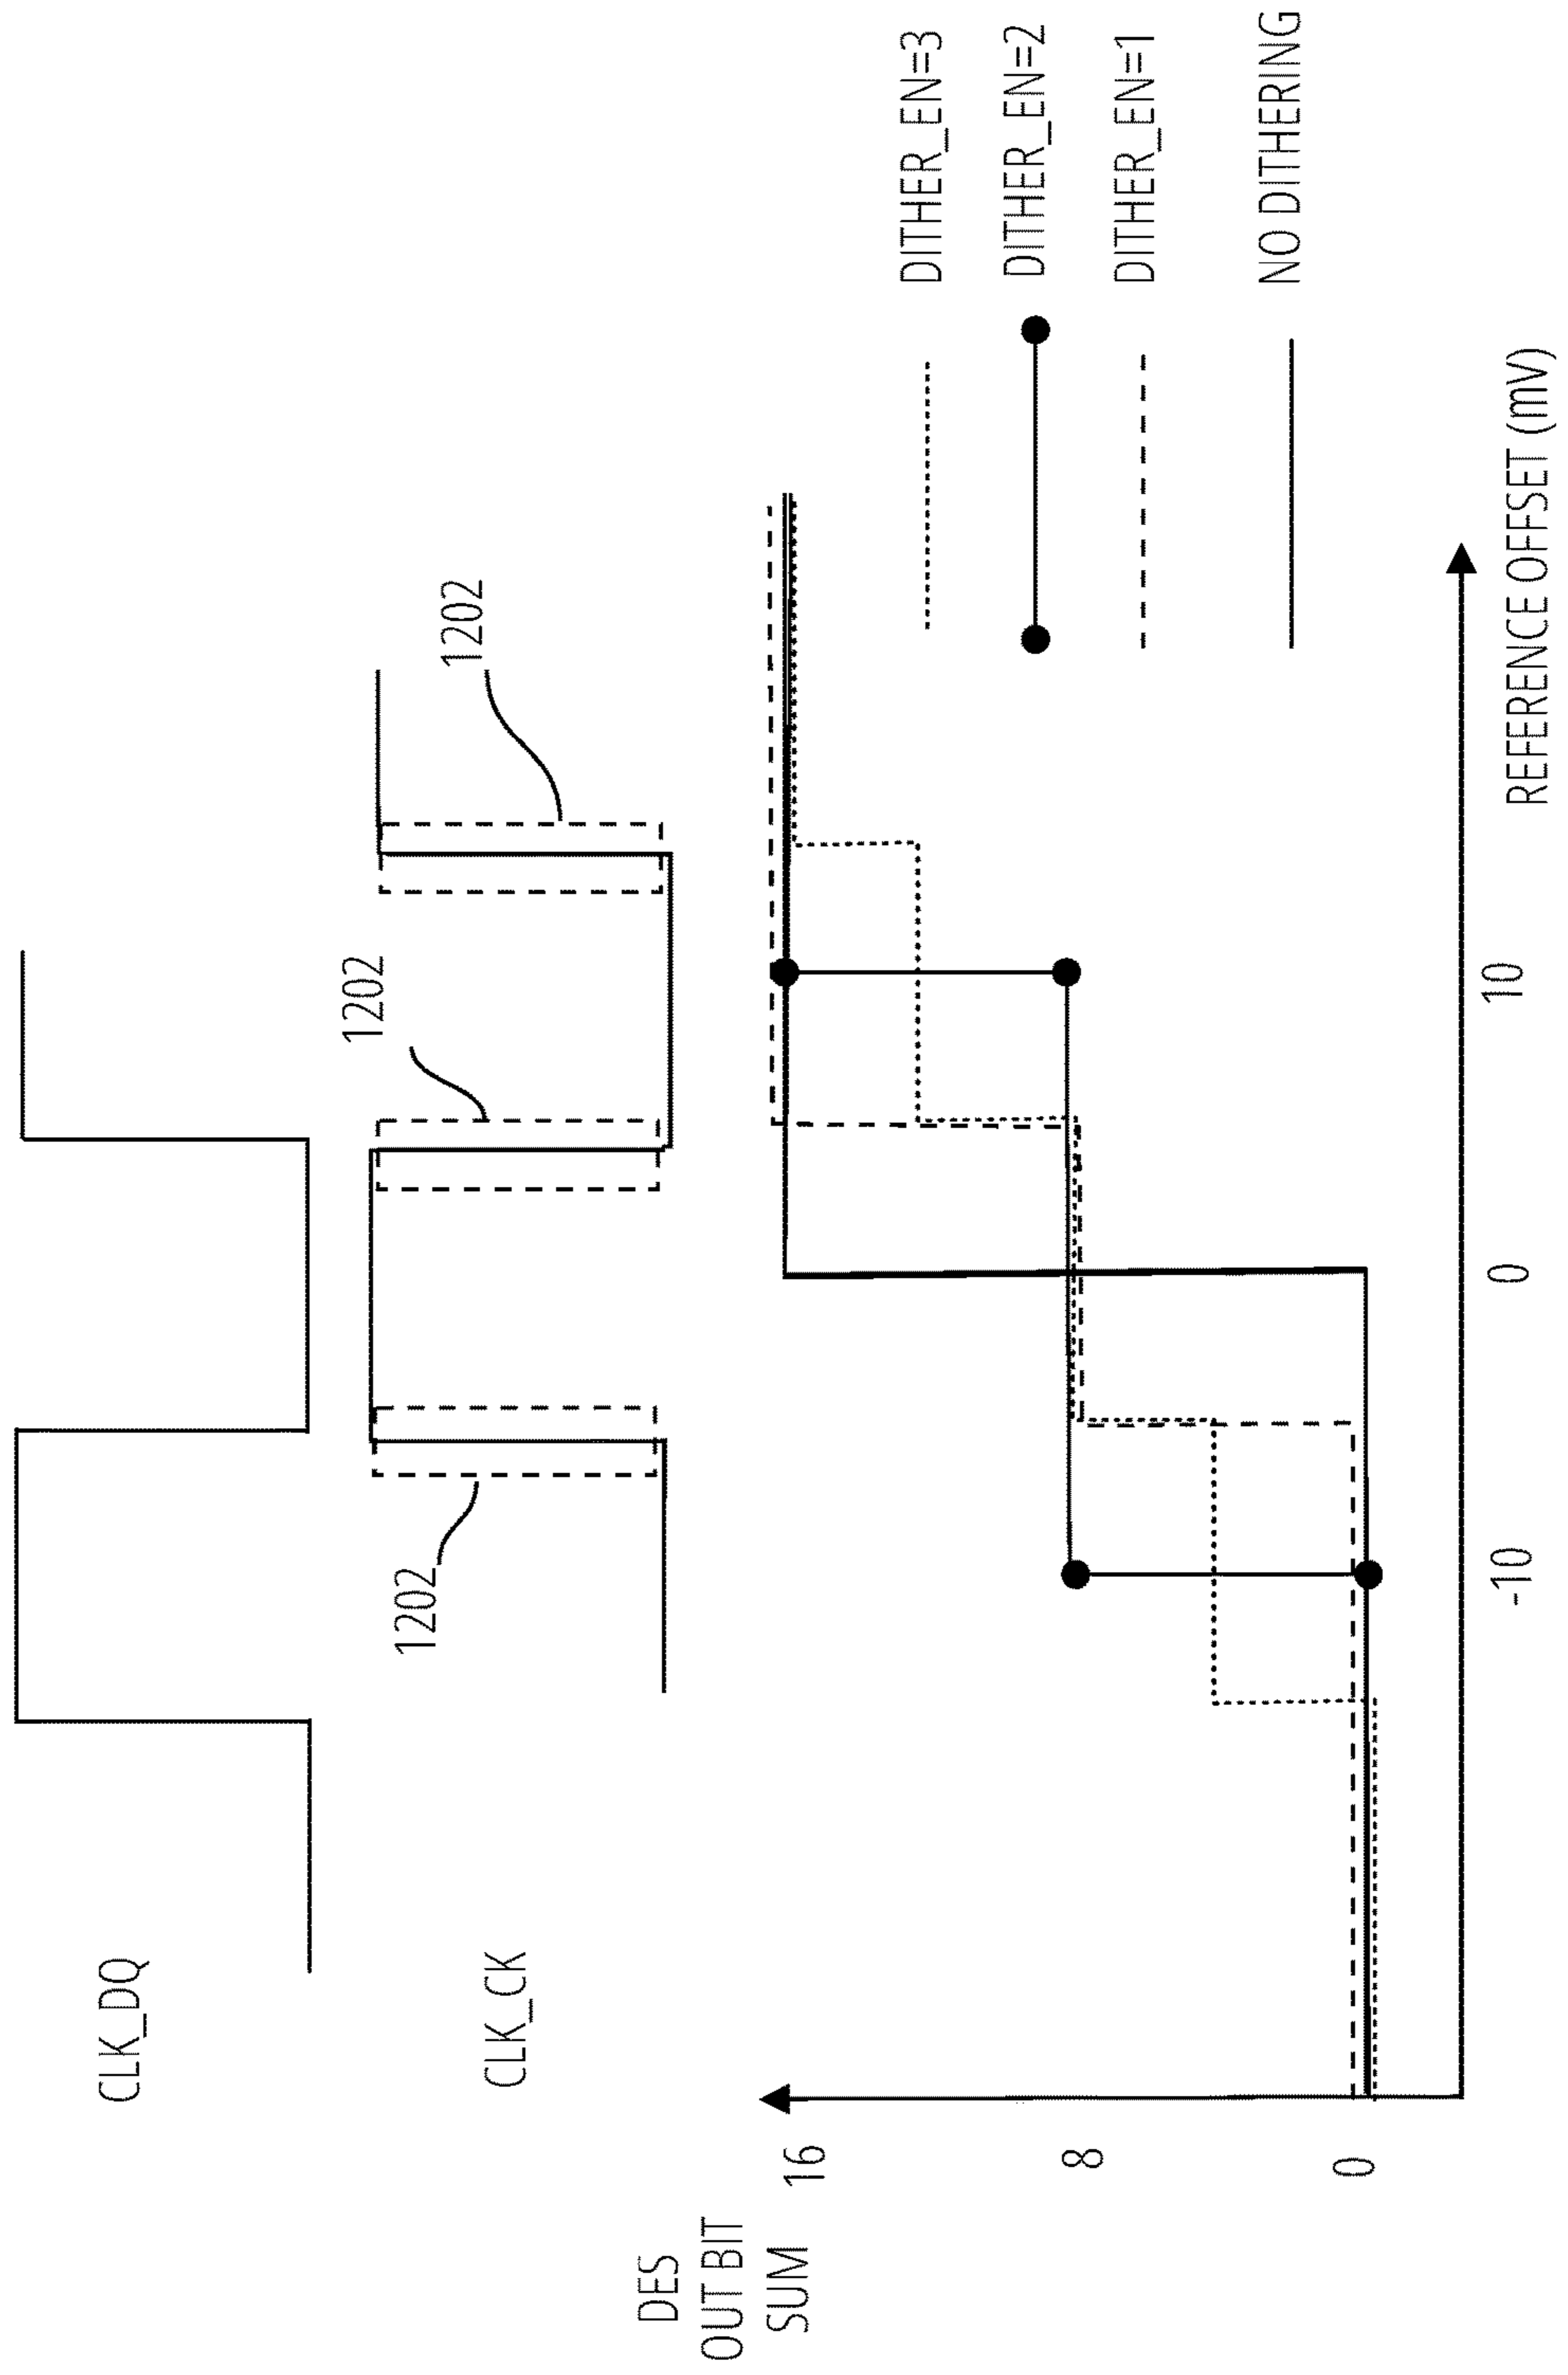 CLK_DQ
CLK_CK
1202
1202
1202
DES
OUT BIT
SUM
16
8
0
-10
0
10
REFERENCE OFFSET (mV)
DITHER_EN=3
DITHER_EN=2
DITHER_EN=1
NO DITHERING